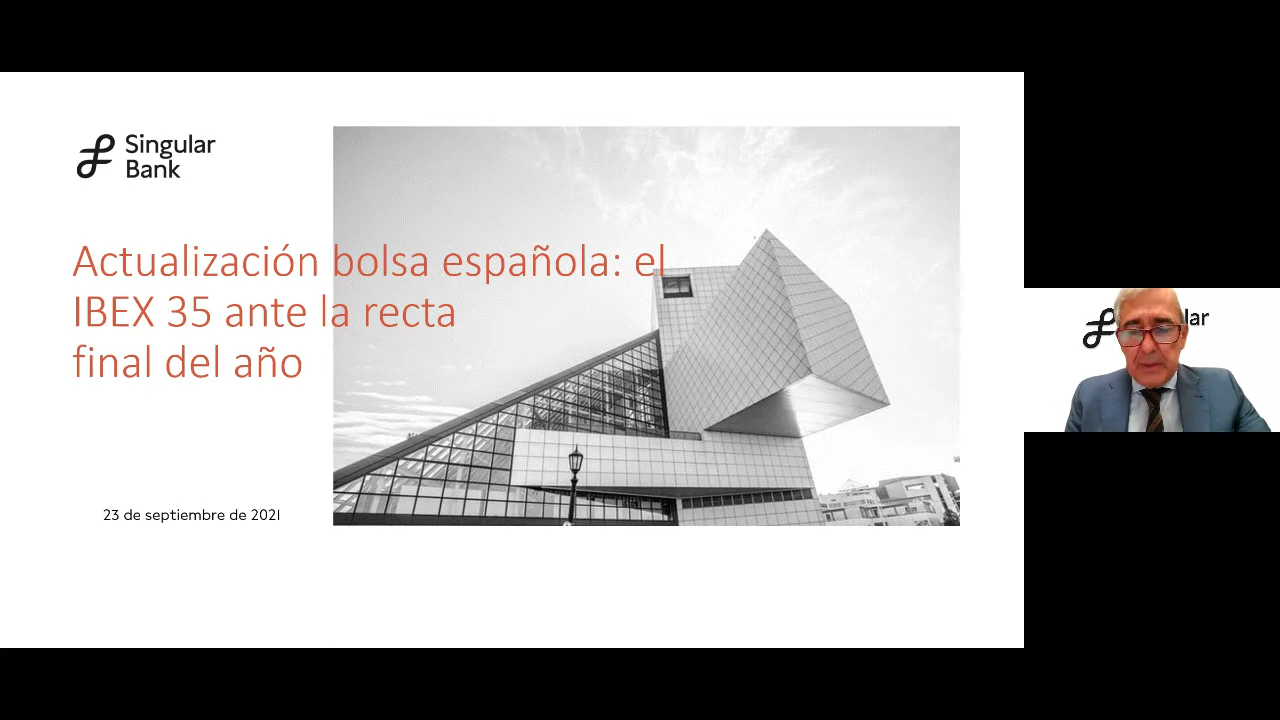 Singular
Bank
Actualización bolsa española: el
IBEX 35 ante la recta
final del año
23 de septiembre de 2021
lar